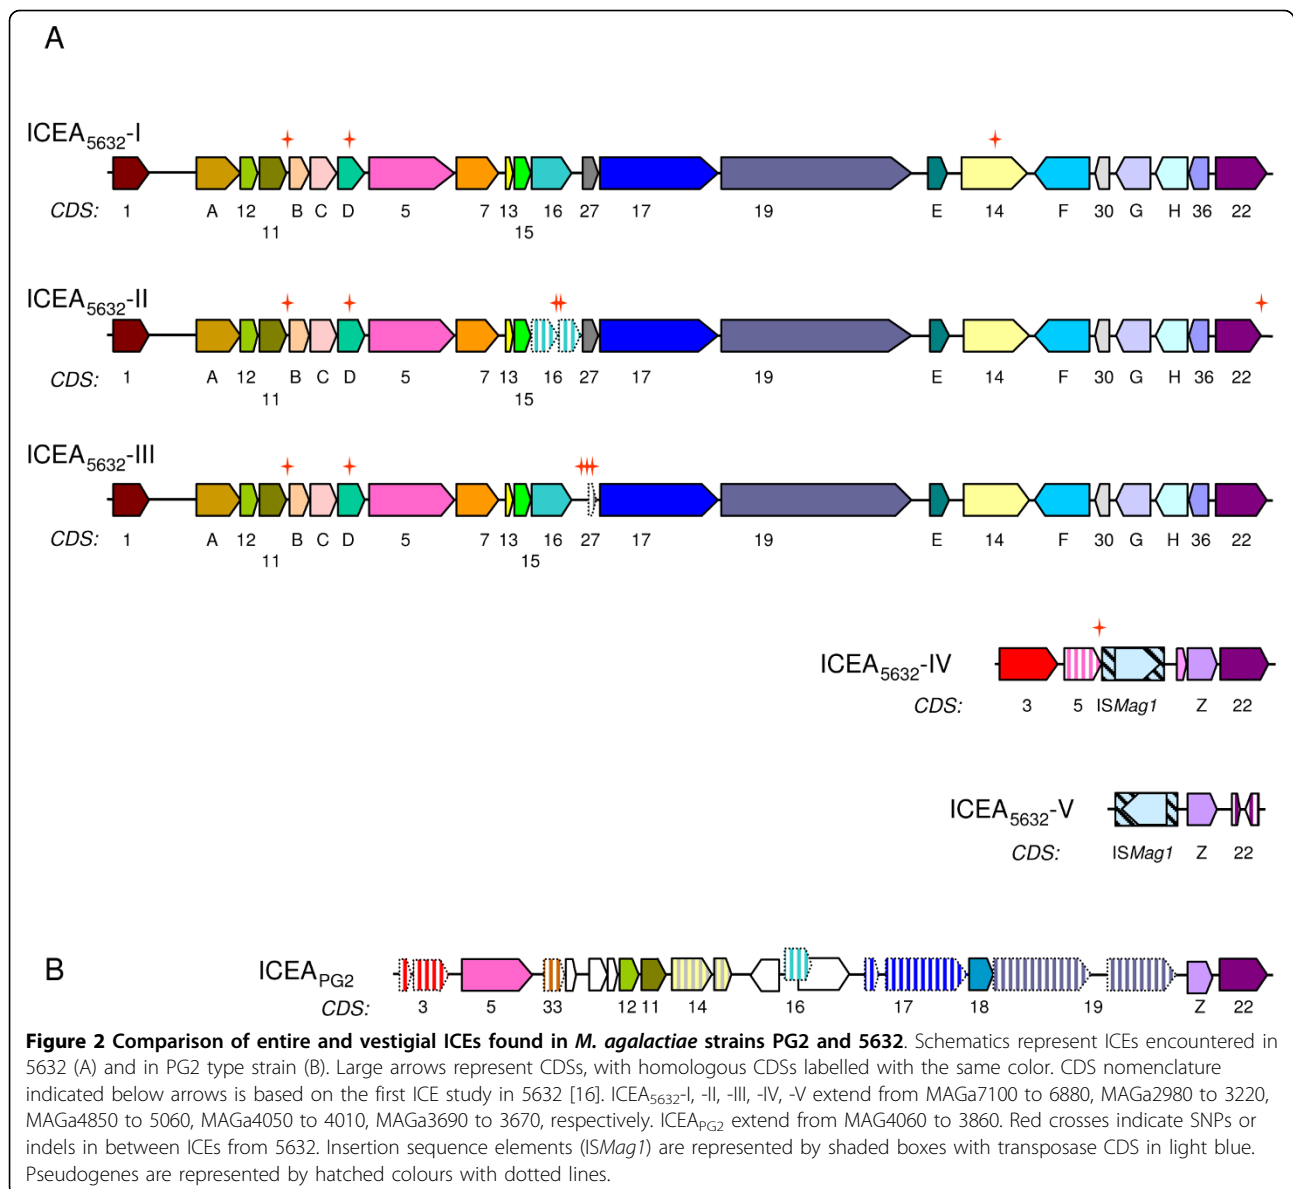 A
ICEA5632-I
CDS: 1 A 12 B C D 5 7 13 16 27 17 19 E 14 F 30 G H 36 22
11 15
ICEA5632-II
CDS: 1 A 12 B C D 5 7 13 16 27 17 19 E 14 F 30 G H 36 22
11 15
ICEA5632-III
CDS: 1 A 12 B C D 5 7 13 16 27 17 19 E 14 F 30 G H 36 22
11 15
ICEA5632-IV
CDS: 3 5 ISMag1 Z 22
ICEA5632-V
CDS: ISMag1 Z 22
B
ICEAPG2
CDS: 3 5 33 12 11 14 16 17 18 19 Z 22
Figure 2 Comparison of entire and vestigial ICEs found in M. agalactiae strains PG2 and 5632. Schematics represent ICEs encountered in
5632 (A) and in PG2 type strain (B). Large arrows represent CDSs, with homologous CDSs labelled with the same color. CDS nomenclature
indicated below arrows is based on the first ICE study in 5632 [16]. ICEA5632-I, -II, -III, -IV, -V extend from MAGa7100 to 6880, MAGa2980 to 3220,
MAGa4850 to 5060, MAGa4050 to 4010, MAGa3690 to 3670, respectively. ICEAPG2 extend from MAG4060 to 3860. Red crosses indicate SNPs or
indels in between ICEs from 5632. Insertion sequence elements (ISMag1) are represented by shaded boxes with transposase CDS in light blue.
Pseudogenes are represented by hatched colours with dotted lines.